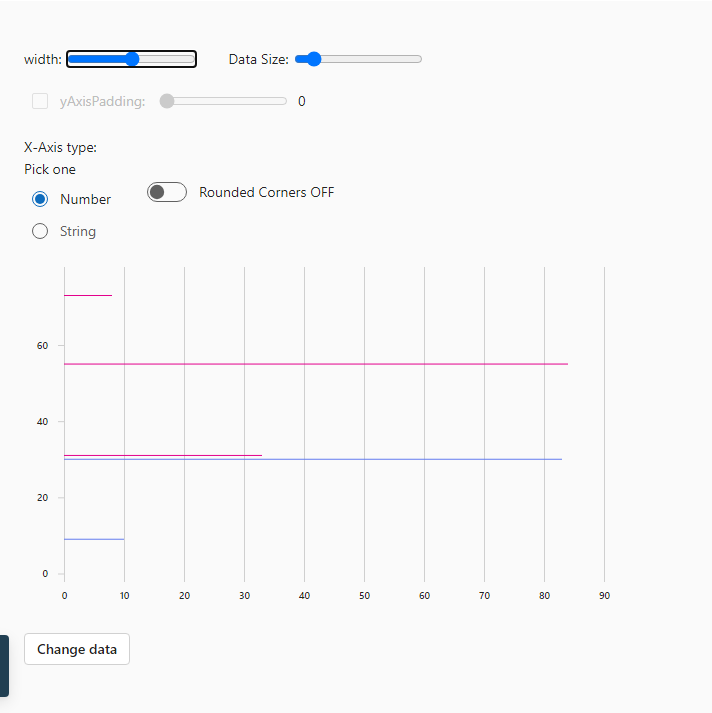 width: Data Size:
yAxisPadding: 0
X-Axis type:
Pick one
Number Rounded Corners OFF
String
60
40
20
0
0 10 20 30 40 50 60 70 80 90
Change data